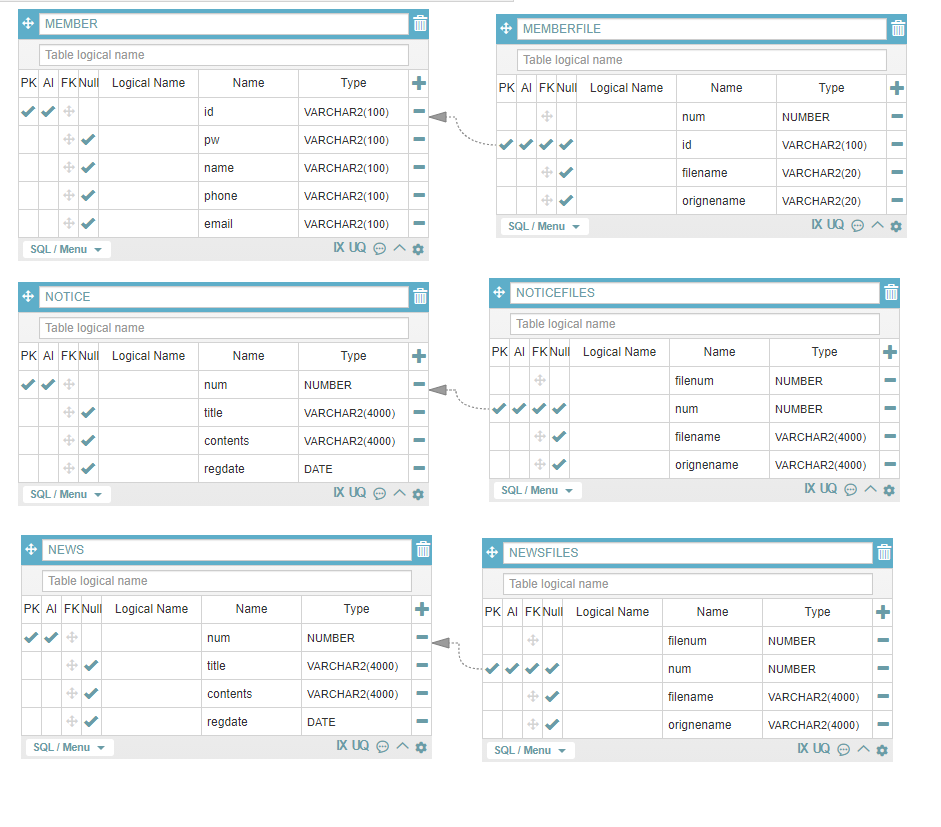 MEMBER
Table logical name
PK AI FK Null Logical Name Name Type
id VARCHAR2(100)
pw VARCHAR2(100)
name VARCHAR2(100)
phone VARCHAR2(100)
email VARCHAR2(100)
SQL / Menu IX UQ
MEMBERFILE
Table logical name
PK AI FK Null Logical Name Name Type
num NUMBER
id VARCHAR2(100)
filename VARCHAR2(20)
orignename VARCHAR2(20)
SQL / Menu IX UQ
NOTICE
Table logical name
PK AI FK Null Logical Name Name Type
num NUMBER
title VARCHAR2(4000)
contents VARCHAR2(4000)
regdate DATE
SQL / Menu IX UQ
NOTICEFILES
Table logical name
PK AI FK Null Logical Name Name Type
filenum NUMBER
num NUMBER
filename VARCHAR2(4000)
orignename VARCHAR2(4000)
SQL / Menu IX UQ
NEWS
Table logical name
PK AI FK Null Logical Name Name Type
num NUMBER
title VARCHAR2(4000)
contents VARCHAR2(4000)
regdate DATE
SQL / Menu IX UQ
NEWSFILES
Table logical name
PK AI FK Null Logical Name Name Type
filenum NUMBER
num NUMBER
filename VARCHAR2(4000)
orignename VARCHAR2(4000)
SQL / Menu IX UQ